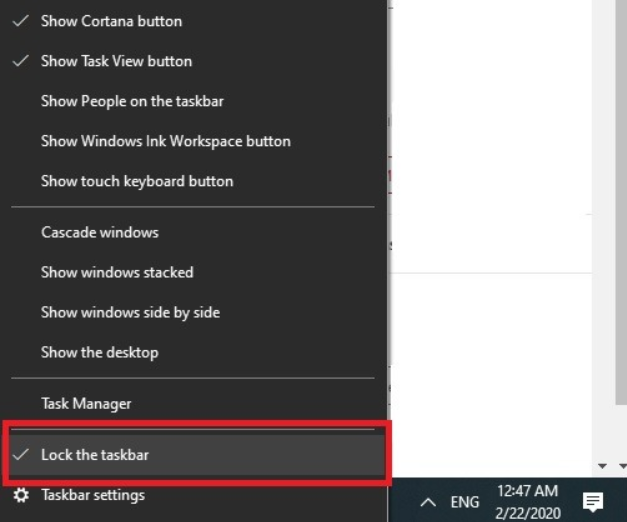 Show Cortana button
Show Task View button
Show People on the taskbar
Show Windows Ink Workspace button
Show touch keyboard button
Cascade windows
Show windows stacked
Show windows side by side
Show the desktop
Task Manager
Lock the taskbar
Taskbar settings
ENG
12:47 AM
2/22/2020